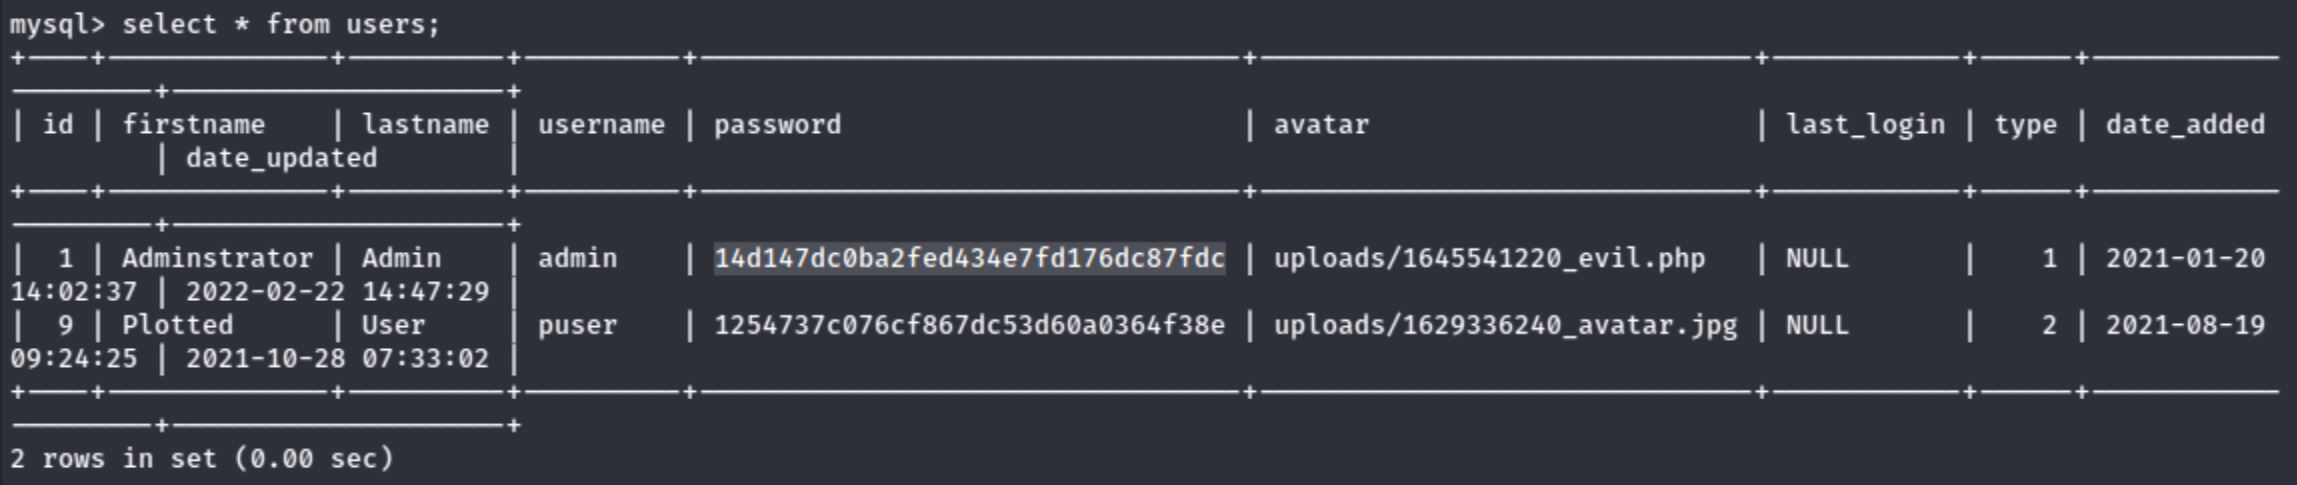 mysql> select * from users;
+----+--------------+----------+----------+----------------------------------+-------------------------------+------------+------+------------
---------+---------------------+
| id | firstname    | lastname | username | password                         | avatar                        | last_login | type | date_added
         | date_updated        |
+----+--------------+----------+----------+----------------------------------+-------------------------------+------------+------+------------
---------+---------------------+
|  1 | Adminstrator | Admin    | admin    | 14d147dc0ba2fed434e7fd176dc87fdc | uploads/1645541220_evil.php   | NULL       |    1 | 2021-01-20
14:02:37 | 2022-02-22 14:47:29 |
|  9 | Plotted      | User     | puser    | 1254737c076cf867dc53d60a0364f38e | uploads/1629336240_avatar.jpg | NULL       |    2 | 2021-08-19
09:24:25 | 2021-10-28 07:33:02 |
+----+--------------+----------+----------+----------------------------------+-------------------------------+------------+------+------------
---------+---------------------+
2 rows in set (0.00 sec)